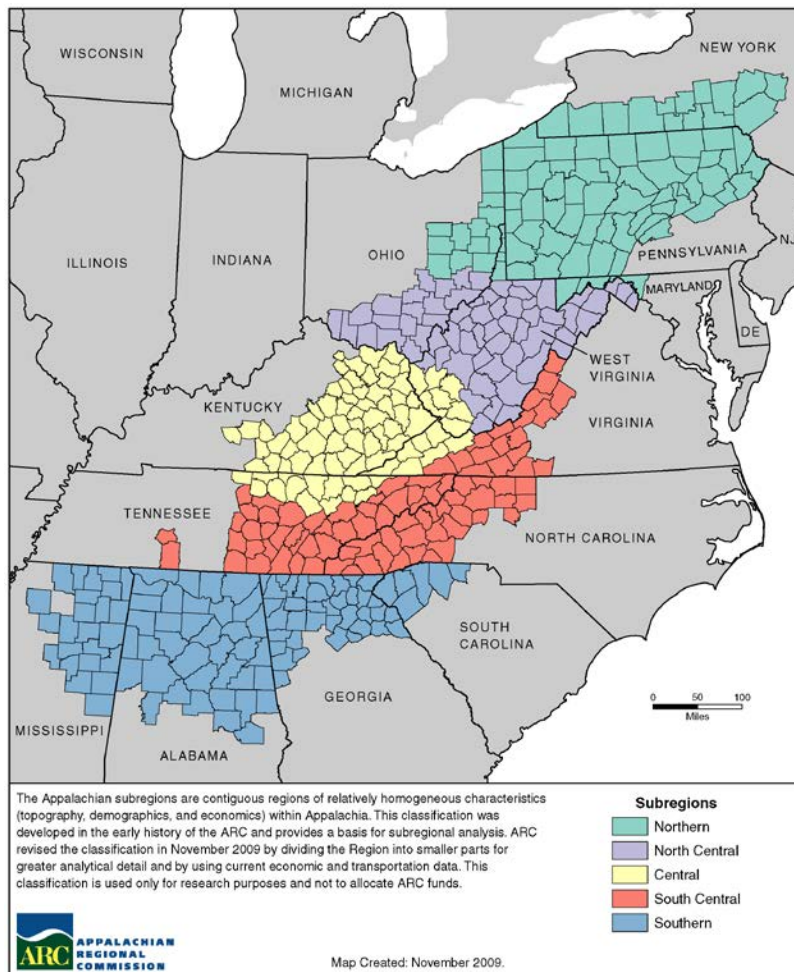 WISCONSIN
NEW YORK
MICHIGAN
ILLINOIS
INDIANA
OHIO
PENNSYLVANIA
NJ
MARYLAND
DE
WEST
VIRGINIA
KENTUCKY
VIRGINIA
TENNESSEE
NORTH CAROLINA
SOUTH
CAROLINA
GEORGIA
MISSISSIPPI
ALABAMA
0 50 100
Miles
The Appalachian subregions are contiguous regions of relatively homogeneous characteristics
(topography, demographics, and economics) within Appalachia. This classification was
developed in the early history of the ARC and provides a basis for subregional analysis. ARC
revised the classification in November 2009 by dividing the Region into smaller parts for
greater analytical detail and by using current economic and transportation data. This
classification is used only for research purposes and not to allocate ARC funds.
Subregions
Northern
North Central
Central
South Central
Southern
ARC
APPALACHIAN
REGIONAL
COMMISSION
Map Created: November 2009.